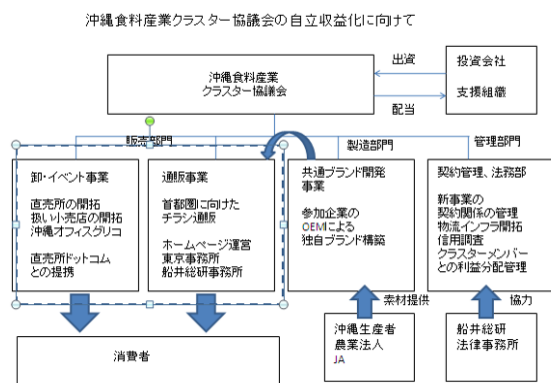 沖縄食料産業クラスター協議会の自立収益化に向けて
沖縄食料産業
クラスター協議会
出資
配当
投資会社
支援組織
販売部門
製造部門
管理部門
卸・イベント事業
直売所の開拓
扱い小売店の開拓
沖縄オフィスグリコ
直売所ドットコム
との提携
通販事業
首都圏に向けた
チラシ通販
ホームページ運営
東京事務所
船井総研事務所
共通ブランド開発
事業
参加企業の
OEMによる
独自ブランド構築
契約管理、法務部
新事業の
契約関係の管理
物流インフラ開拓
信用調査
クラスターメンバー
との利益分配管理
素材提供
協力
消費者
沖縄生産者
農業法人
JA
船井総研
法律事務所